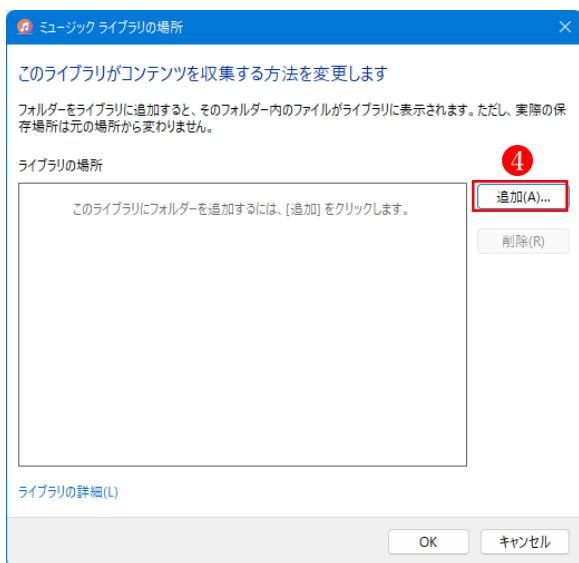 ミュージック ライブラリの場所
このライブラリがコンテンツを収集する方法を変更します
フォルダーをライブラリに追加すると、そのフォルダー内のファイルがライブラリに表示されます。ただし、実際の保
存場所は元の場所から変わりません。
4
ライブラリの場所
追加(A)...
このライブラリにフォルダーを追加するには、[追加] をクリックします。
削除(R)
ライブラリの詳細(L)
OK
キャンセル